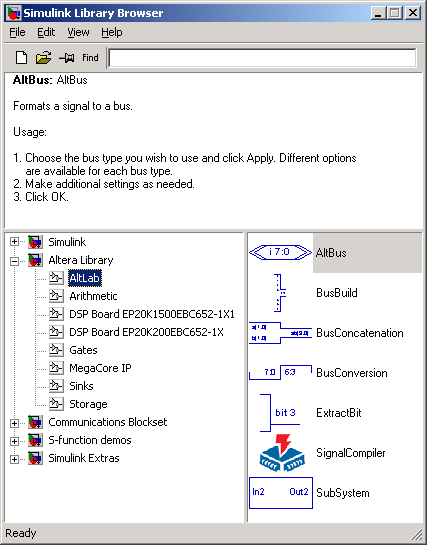 Simulink Library Browser
File Edit View Help
Find
AltBus: AltBus
Formats a signal to a bus.
Usage:
1. Choose the bus type you wish to use and click Apply. Different options
are available for each bus type.
2. Make additional settings as needed.
3. Click OK.
Simulink
Altera Library
AltLab
Arithmetic
DSP Board EP20K1500EBC652-1X1
DSP Board EP20K200EBC652-1X
Gates
MegaCore IP
Sinks
Storage
Communications Blockset
S-function demos
Simulink Extras
i 7:0 AltBus
BusBuild
BusConcatenation
7:0 6:3 BusConversion
bit 3 ExtractBit
SignalCompiler
In2 Out2 SubSystem
Ready